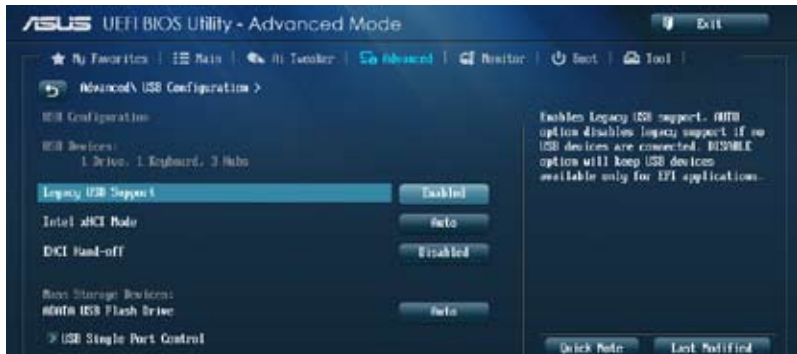 ASUS UEFI BIOS Utility - Advanced Mode
Exit
My Favorites | Main | Ai Tweaker | Advanced | Monitor | Boot | Tool
Advanced\ USB Configuration >
USB Configuration
USB Devices:
1 Drive, 1 Keyboard, 3 Hubs
Legacy USB Support Enabled
Intel xHCI Mode Auto
EHCI Hand-off Disabled
Mass Storage Devices:
ADATA USB Flash Drive Auto
> USB Single Port Control
Enables Legacy USB support. AUTO
option disables legacy support if no
USB devices are connected. DISABLE
option will keep USB devices
available only for EFI applications.
Quick Note Last Modified